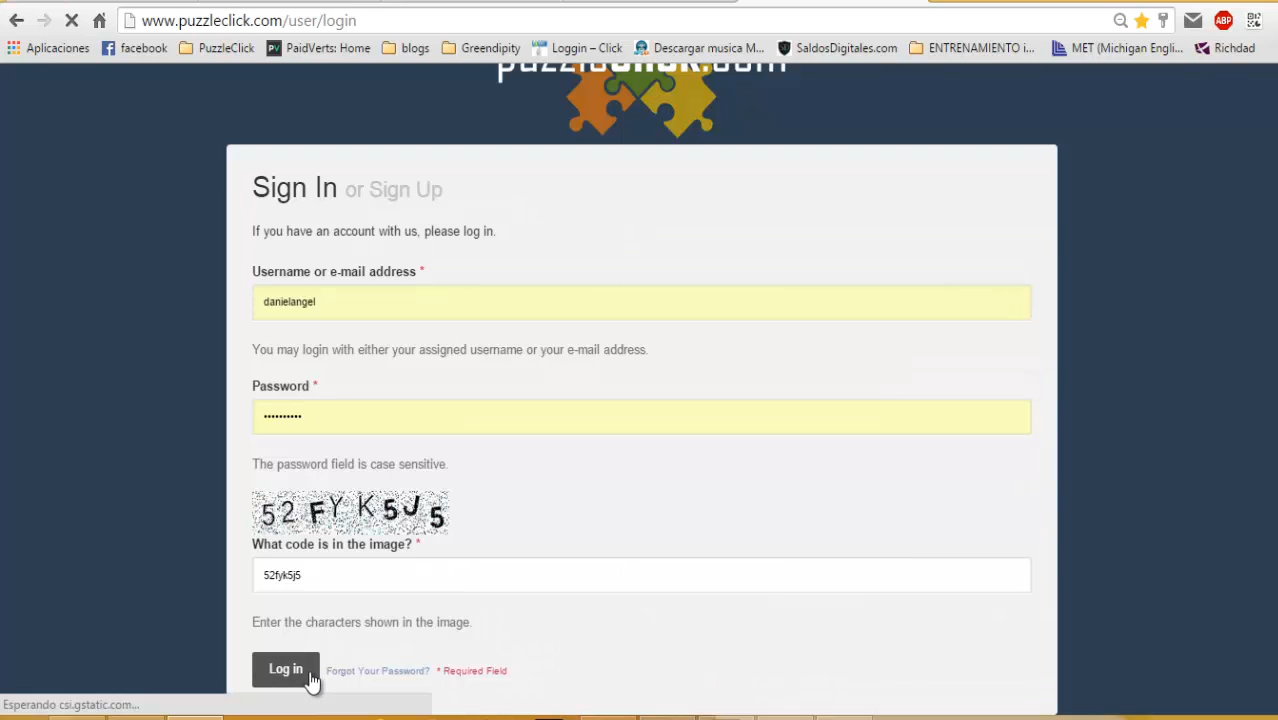 www.puzzleclick.com/user/login
ABP
Aplicaciones facebook PuzzleClick PaidVerts: Home blogs Greendipity Loggin – Click Descargar musica M... SaldosDigitales.com ENTRENAMIENTO i... MET (Michigan Engli... Richdad
puzzleclick.com
Sign In or Sign Up
If you have an account with us, please log in.
Username or e-mail address *
danielangel
You may login with either your assigned username or your e-mail address.
Password *
••••••••••
The password field is case sensitive.
52FYK5J5
What code is in the image? *
52fyk5j5
Enter the characters shown in the image.
Log in Forgot Your Password? * Required Field
Esperando csi.gstatic.com...